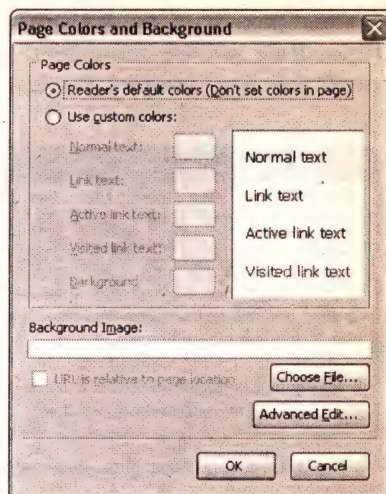 Page Colors and Background
Page Colors
Reader's default colors (Don't set colors in page)
Use custom colors:
Normal text:
Link text:
Active link text:
Visited link text:
Background:
Normal text
Link text
Active link text
Visited link text
Background Image:
URL is relative to page location
Choose File...
Advanced Edit...
OK
Cancel